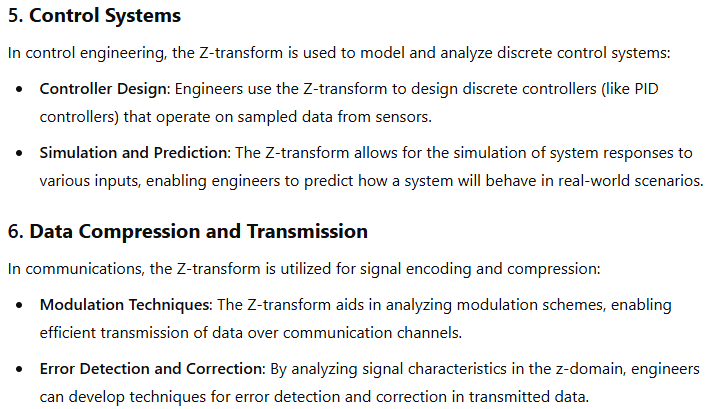 5. Control Systems
In control engineering, the Z-transform is used to model and analyze discrete control systems:
• Controller Design: Engineers use the Z-transform to design discrete controllers (like PID
controllers) that operate on sampled data from sensors.
• Simulation and Prediction: The Z-transform allows for the simulation of system responses to
various inputs, enabling engineers to predict how a system will behave in real-world scenarios.
6. Data Compression and Transmission
In communications, the Z-transform is utilized for signal encoding and compression:
• Modulation Techniques: The Z-transform aids in analyzing modulation schemes, enabling
efficient transmission of data over communication channels.
• Error Detection and Correction: By analyzing signal characteristics in the z-domain, engineers
can develop techniques for error detection and correction in transmitted data.